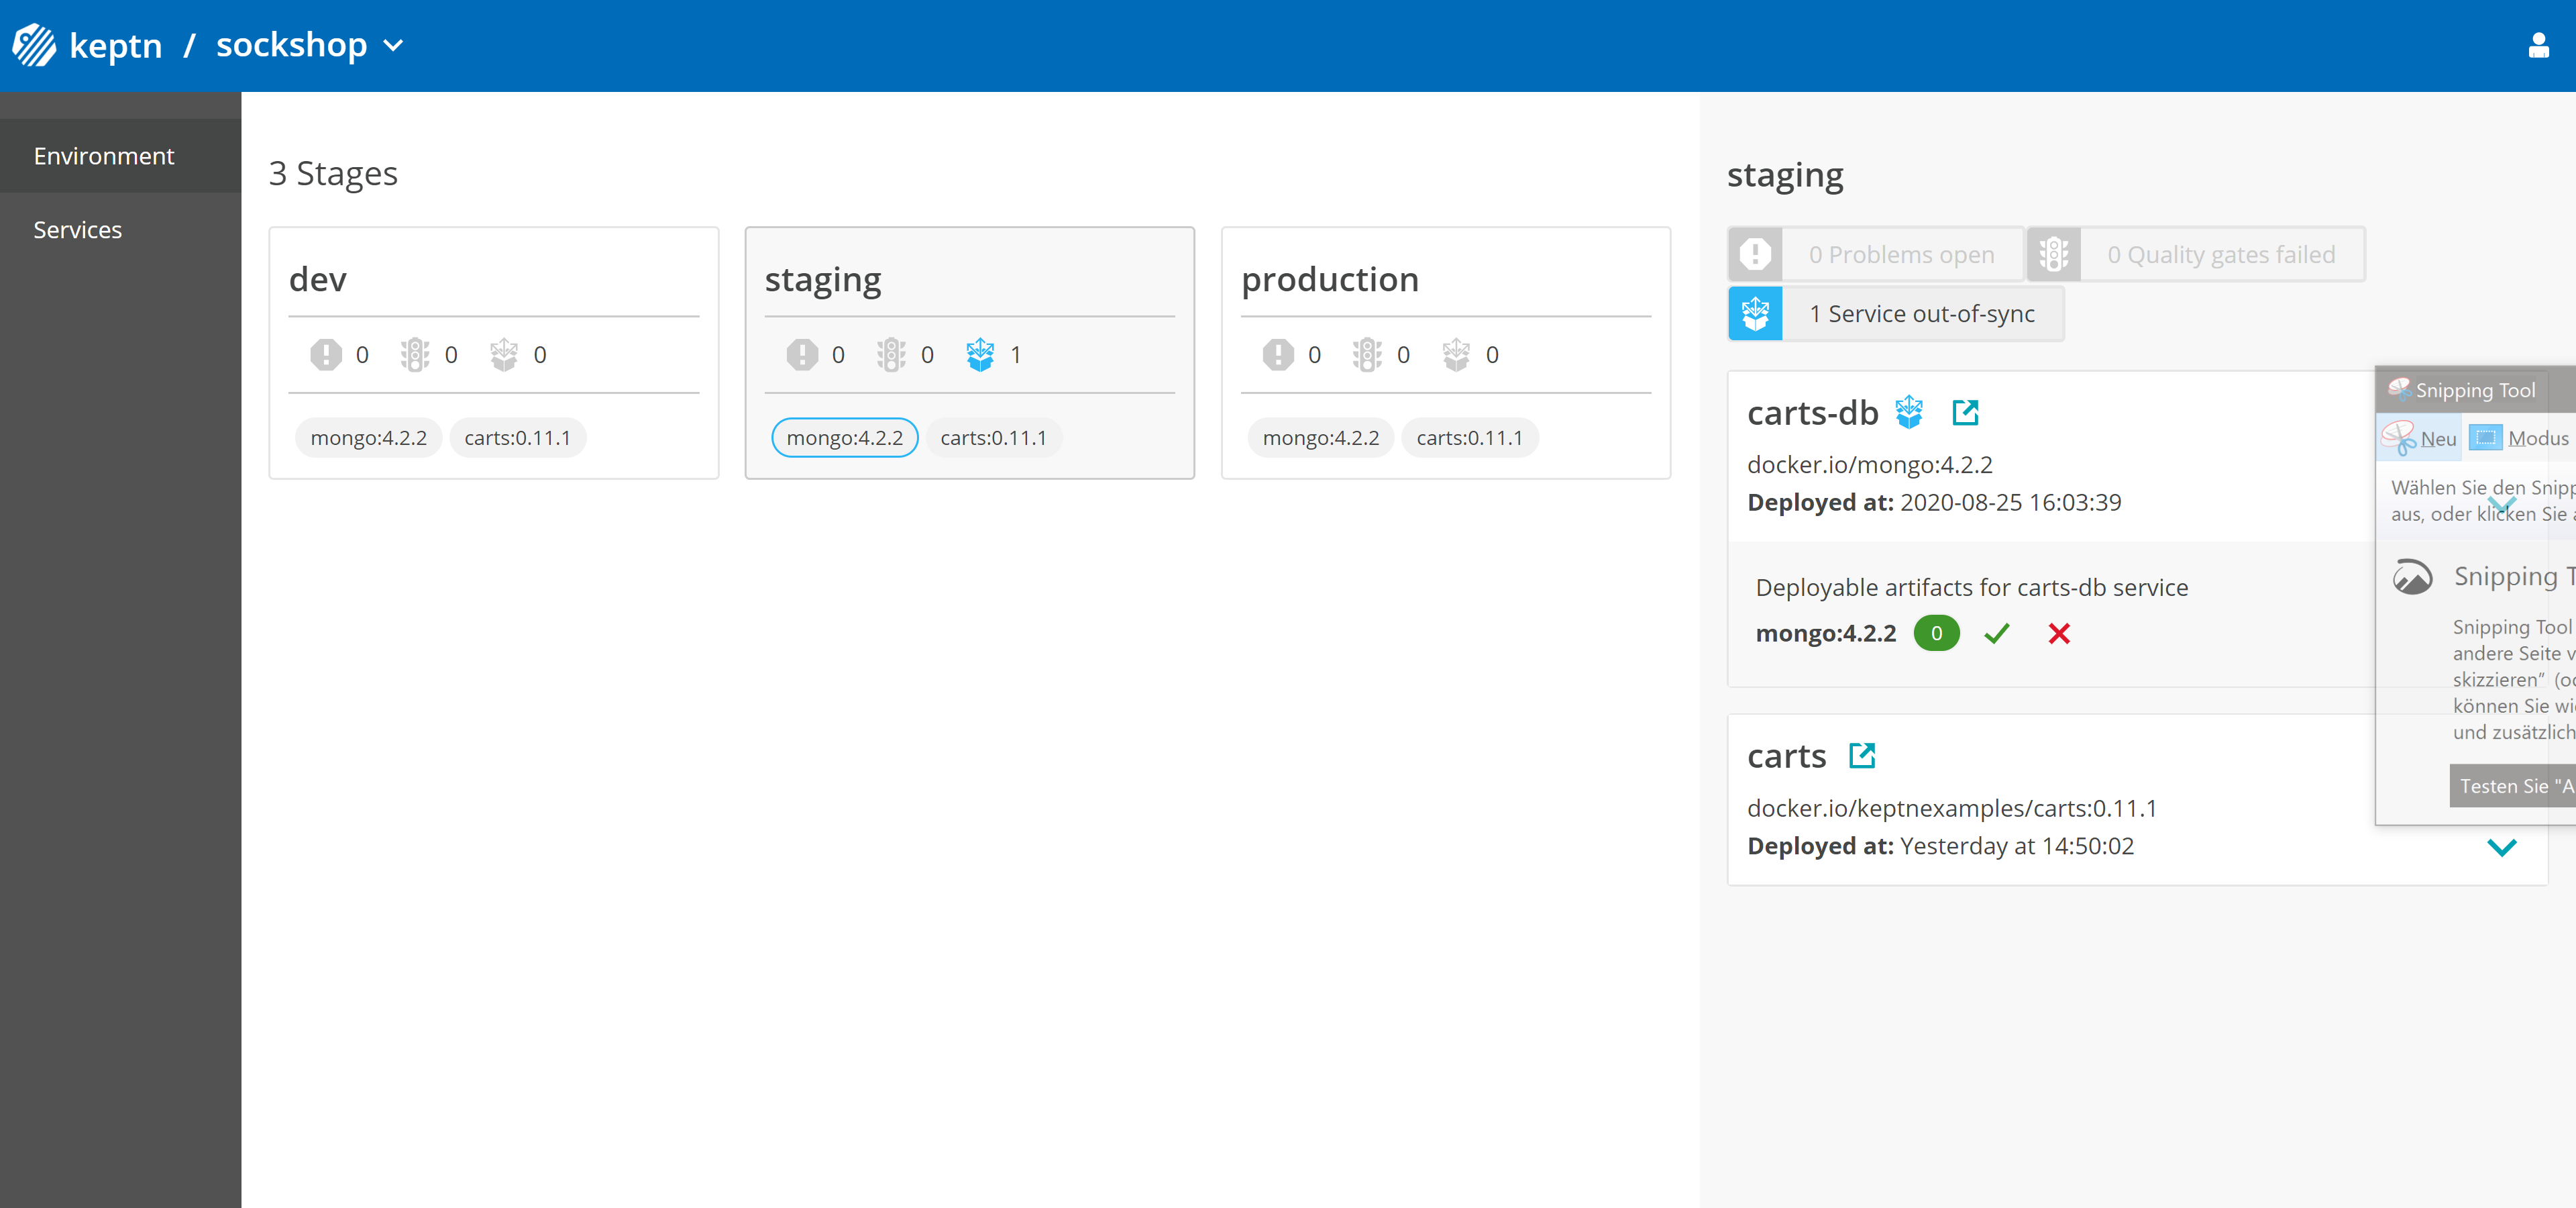 keptn / sockshop
Environment
Services
3 Stages
dev
0 0 0
mongo:4.2.2 carts:0.11.1
staging
0 0 1
mongo:4.2.2 carts:0.11.1
production
0 0 0
mongo:4.2.2 carts:0.11.1
staging
0 Problems open
0 Quality gates failed
1 Service out-of-sync
carts-db
docker.io/mongo:4.2.2
Deployed at: 2020-08-25 16:03:39
Deployable artifacts for carts-db service
mongo:4.2.2 0
carts
docker.io/keptnexamples/carts:0.11.1
Deployed at: Yesterday at 14:50:02
Snipping Tool
Neu Modus
Wählen Sie den Snipp
aus, oder klicken Sie a
Snipping T
Snipping Tool
andere Seite v
skizzieren" (oc
können Sie wie
und zusätzlich
Testen Sie "A